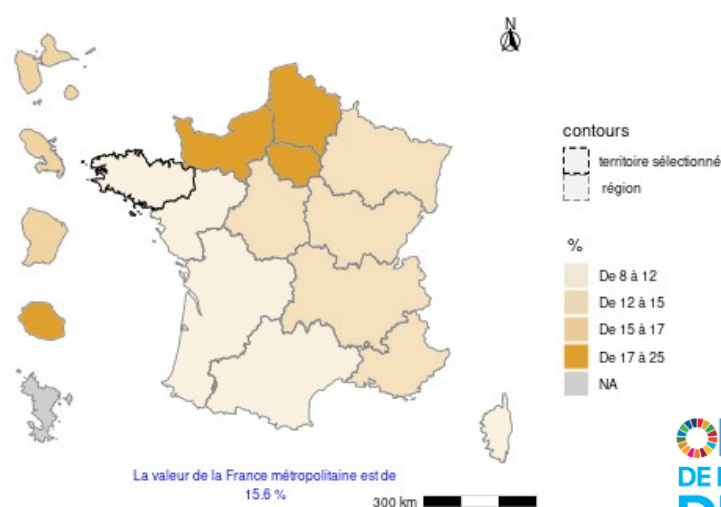 N
contours
territoire sélectionné
région
%
De 8 à 12
De 12 à 15
De 15 à 17
De 17 à 25
NA
La valeur de la France métropolitaine est de
15.6 %
300 km
DE